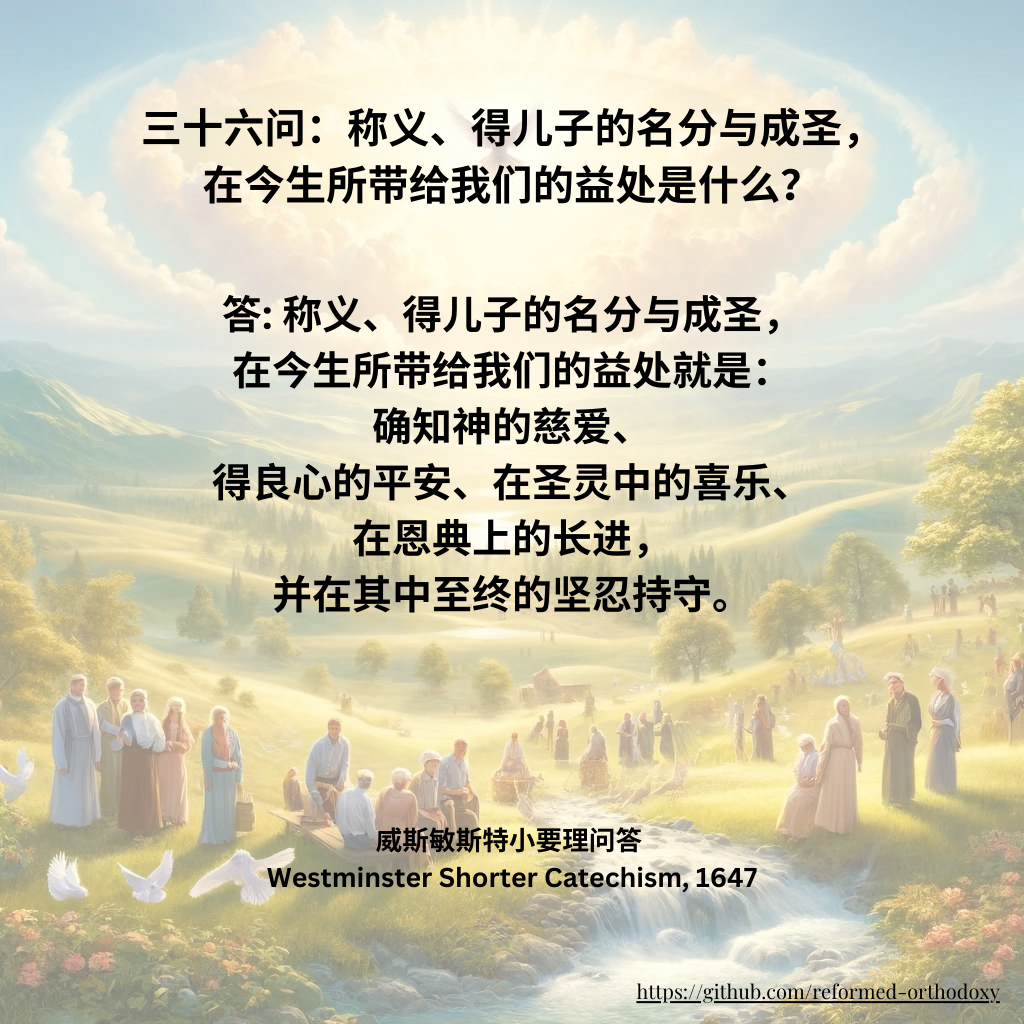 三十六问：称义、得儿子的名分与成圣，
在今生所带给我们的益处是什么？
答: 称义、得儿子的名分与成圣，
在今生所带给我们的益处就是：
确知神的慈爱、
得良心的平安、在圣灵中的喜乐、
在恩典上的长进，
并在其中至终的坚忍持守。
威斯敏斯特小要理问答
Westminster Shorter Catechism, 1647
https://github.com/reformed-orthodoxy